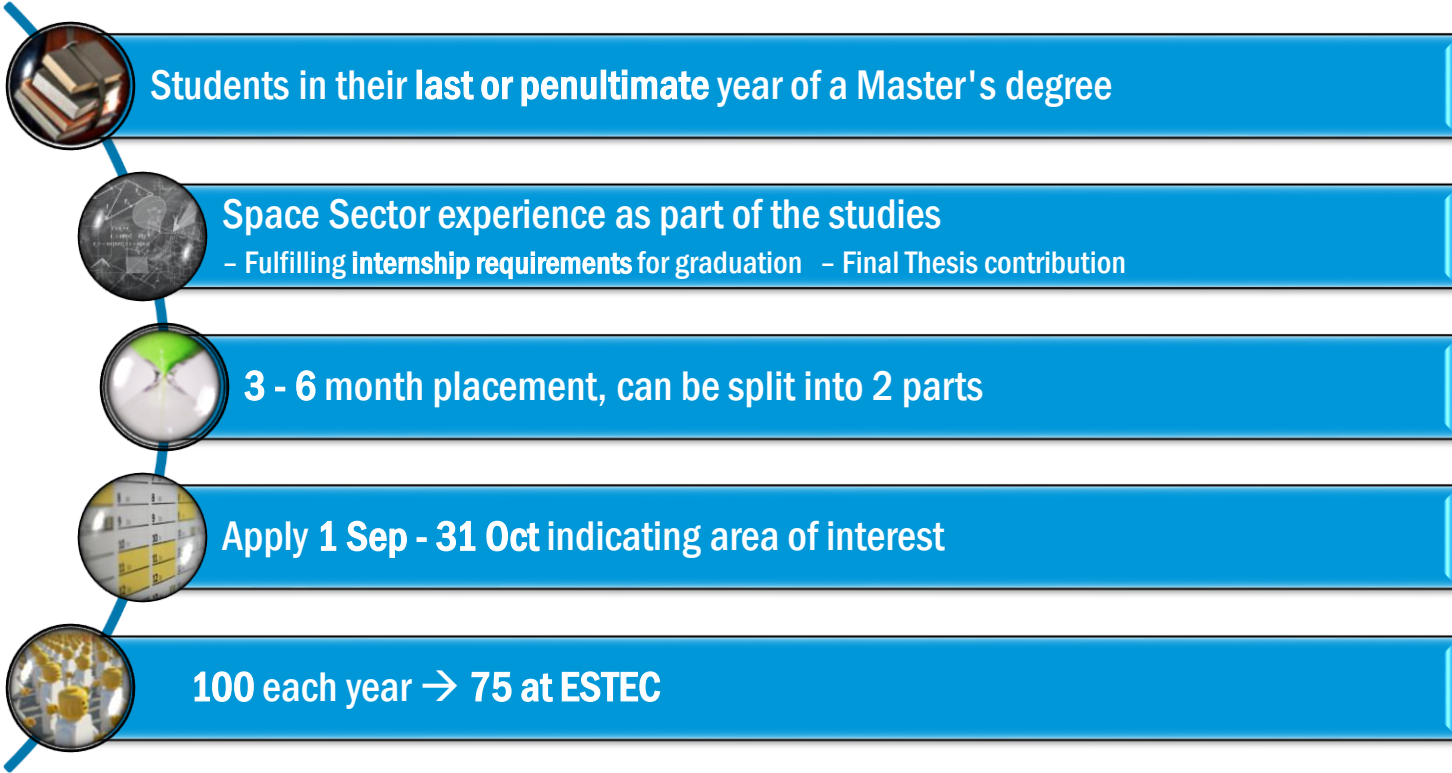 Students in their last or penultimate year of a Master's degree
Space Sector experience as part of the studies
– Fulfilling internship requirements for graduation – Final Thesis contribution
3 - 6 month placement, can be split into 2 parts
Apply 1 Sep - 31 Oct indicating area of interest
100 each year → 75 at ESTEC